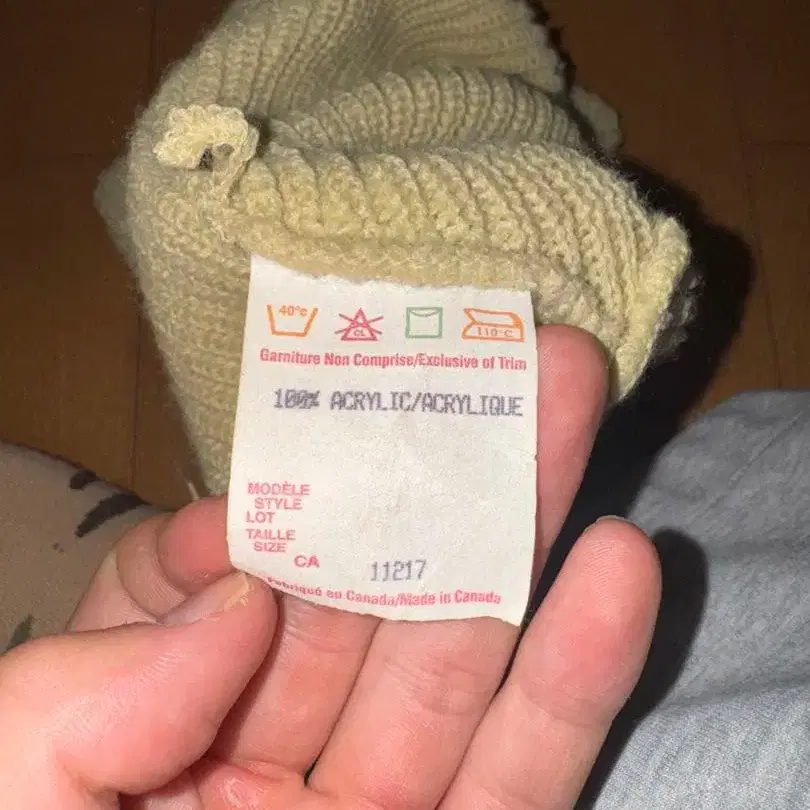 40°C CL 110°C
Garniture Non Comprise/Exclusive of Trim
100% ACRYLIC/ACRYLIQUE
MODÈLE
STYLE
LOT
TAILLE
SIZE
CA 11217
Fabriqué en Canada/Made in Canada